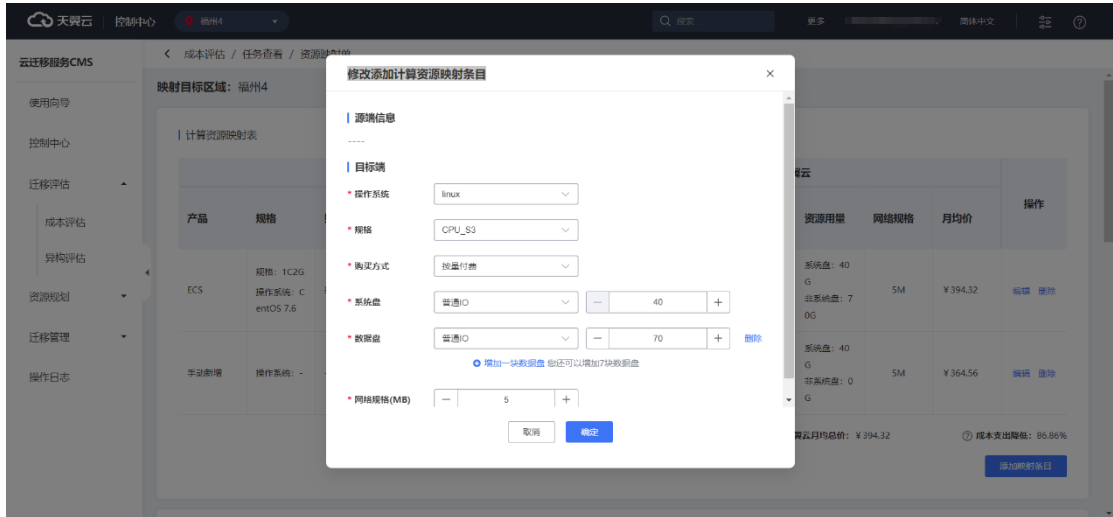 天翼云 控制中心 福州4 搜索 更多 简体中文
云迁移服务CMS
使用向导
控制中心
迁移评估
成本评估
异构评估
资源规划
迁移管理
操作日志
成本评估 / 任务查看 /
映射目标区域：福州4
计算资源映射表
产品 规格 资源用量 网络规格 月均价 操作
ECS
规格：1C2G
操作系统：C
entOS 7.6
系统盘：40
G
非系统盘：7
0G
5M ¥394.32 编辑 删除
手动新增 操作系统：-
系统盘：40
G
非系统盘：0
G
5M ¥364.56 编辑 删除
翼云月均总价：¥394.32 成本支出降低：86.86%
添加映射条目
修改添加计算资源映射条目
源端信息
----
目标端
* 操作系统 linux
* 规格 CPU_S3
* 购买方式 按量付费
* 系统盘 普通IO − 40 +
* 数据盘 普通IO − 70 + 删除
增加一块数据盘 您还可以增加7块数据盘
* 网络规格(MB) − 5 +
取消 确定